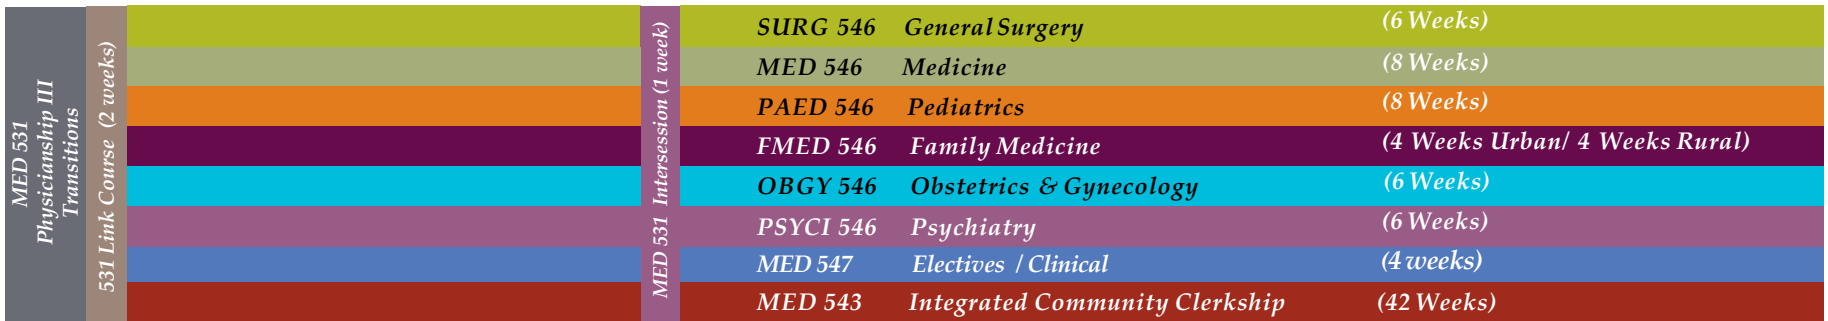 MED 531
Physicianship III
Transitions
531 Link Course (2 weeks)
MED 531 Intersession (1 week)
SURG 546 General Surgery (6 Weeks)
MED 546 Medicine (8 Weeks)
PAED 546 Pediatrics (8 Weeks)
FMED 546 Family Medicine (4 Weeks Urban/ 4 Weeks Rural)
OBGY 546 Obstetrics & Gynecology (6 Weeks)
PSYCI 546 Psychiatry (6 Weeks)
MED 547 Electives / Clinical (4 weeks)
MED 543 Integrated Community Clerkship (42 Weeks)